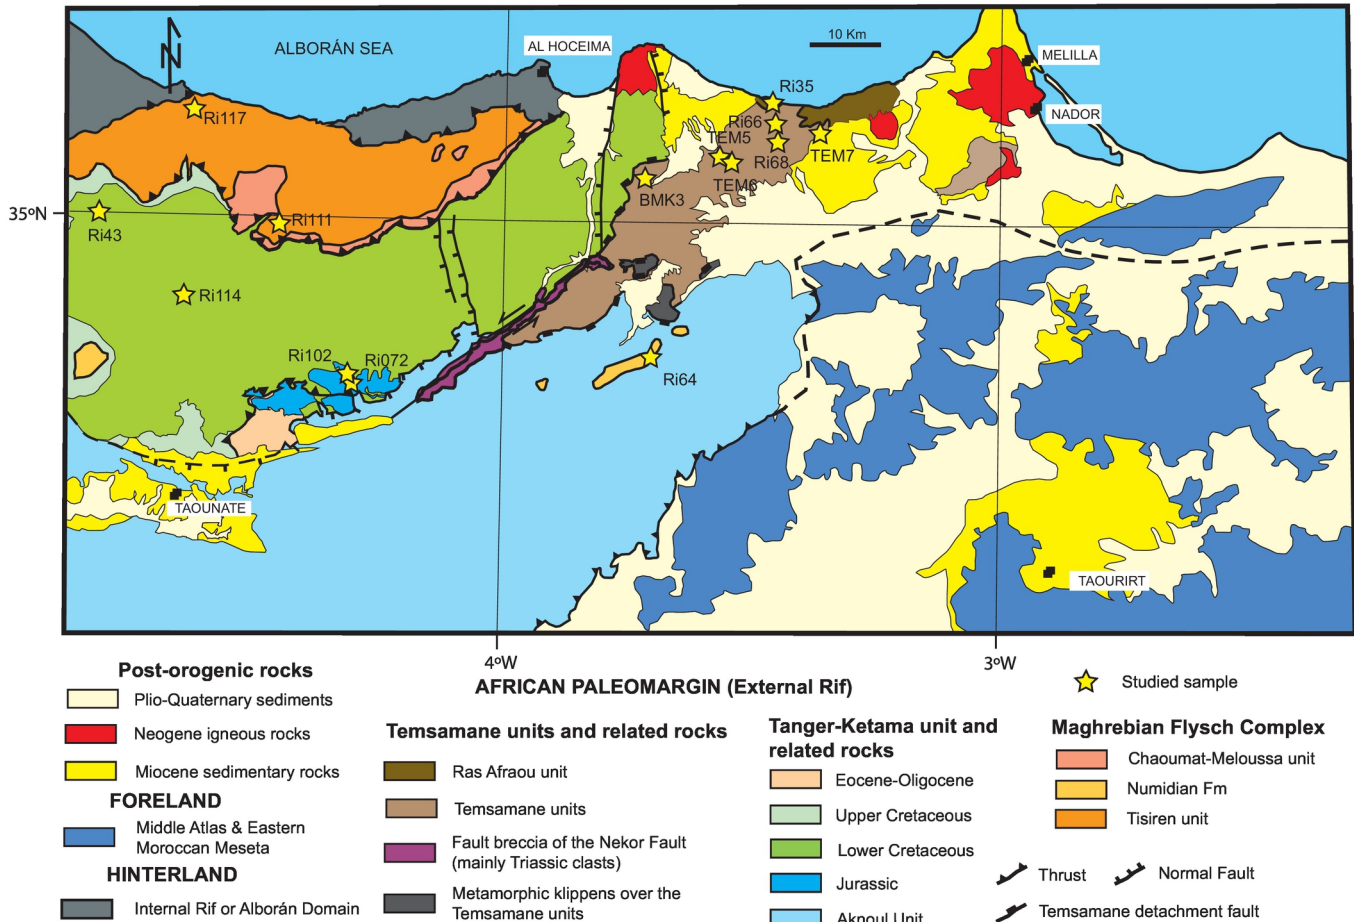 ALBORÁN SEA
N
AL HOCEIMA
10 Km
MELILLA
NADOR
Ri35
Ri117
Ri66
TEM5
Ri68
TEM7
TEM6
BMK3
35ºN
Ri43
Ri111
Ri114
Ri102
Ri072
Ri64
TAOUNATE
TAOURIRT
4ºW
3ºW
Post-orogenic rocks
Plio-Quaternary sediments
Neogene igneous rocks
Miocene sedimentary rocks
FORELAND
Middle Atlas & Eastern
Moroccan Meseta
HINTERLAND
Internal Rif or Alborán Domain
AFRICAN PALEOMARGIN (External Rif)
Temsamane units and related rocks
Ras Afraou unit
Temsamane units
Fault breccia of the Nekor Fault
(mainly Triassic clasts)
Metamorphic klippens over the
Temsamane units
Tanger-Ketama unit and
related rocks
Eocene-Oligocene
Upper Cretaceous
Lower Cretaceous
Jurassic
Aknoul Unit
Studied sample
Maghrebian Flysch Complex
Chaoumat-Meloussa unit
Numidian Fm
Tisiren unit
Thrust
Normal Fault
Temsamane detachment fault